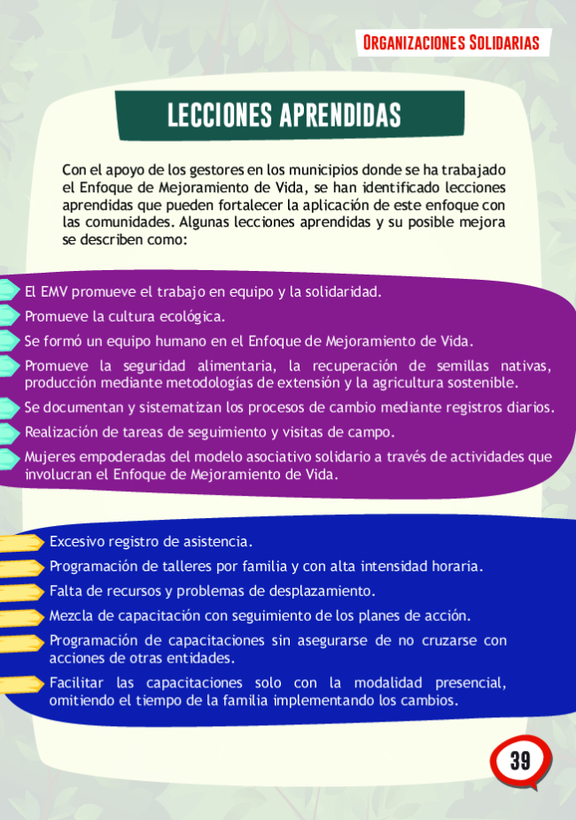 ORGANIZACIONES SOLIDARIAS
LECCIONES APRENDIDAS
Con el apoyo de los gestores en los municipios donde se ha trabajado
el Enfoque de Mejoramiento de Vida, se han identificado lecciones
aprendidas que pueden fortalecer la aplicación de este enfoque con
las comunidades. Algunas lecciones aprendidas y su posible mejora
se describen como:
El EMV promueve el trabajo en equipo y la solidaridad.
Promueve la cultura ecológica.
Se formó un equipo humano en el Enfoque de Mejoramiento de Vida.
Promueve la seguridad alimentaria, la recuperación de semillas nativas,
producción mediante metodologías de extensión y la agricultura sostenible.
Se documentan y sistematizan los procesos de cambio mediante registros diarios.
Realización de tareas de seguimiento y visitas de campo.
Mujeres empoderadas del modelo asociativo solidario a través de actividades que
involucran el Enfoque de Mejoramiento de Vida.
Excesivo registro de asistencia.
Programación de talleres por familia y con alta intensidad horaria.
Falta de recursos y problemas de desplazamiento.
Mezcla de capacitación con seguimiento de los planes de acción.
Programación de capacitaciones sin asegurarse de no cruzarse con
acciones de otras entidades.
Facilitar las capacitaciones solo con la modalidad presencial,
omitiendo el tiempo de la familia implementando los cambios.
39